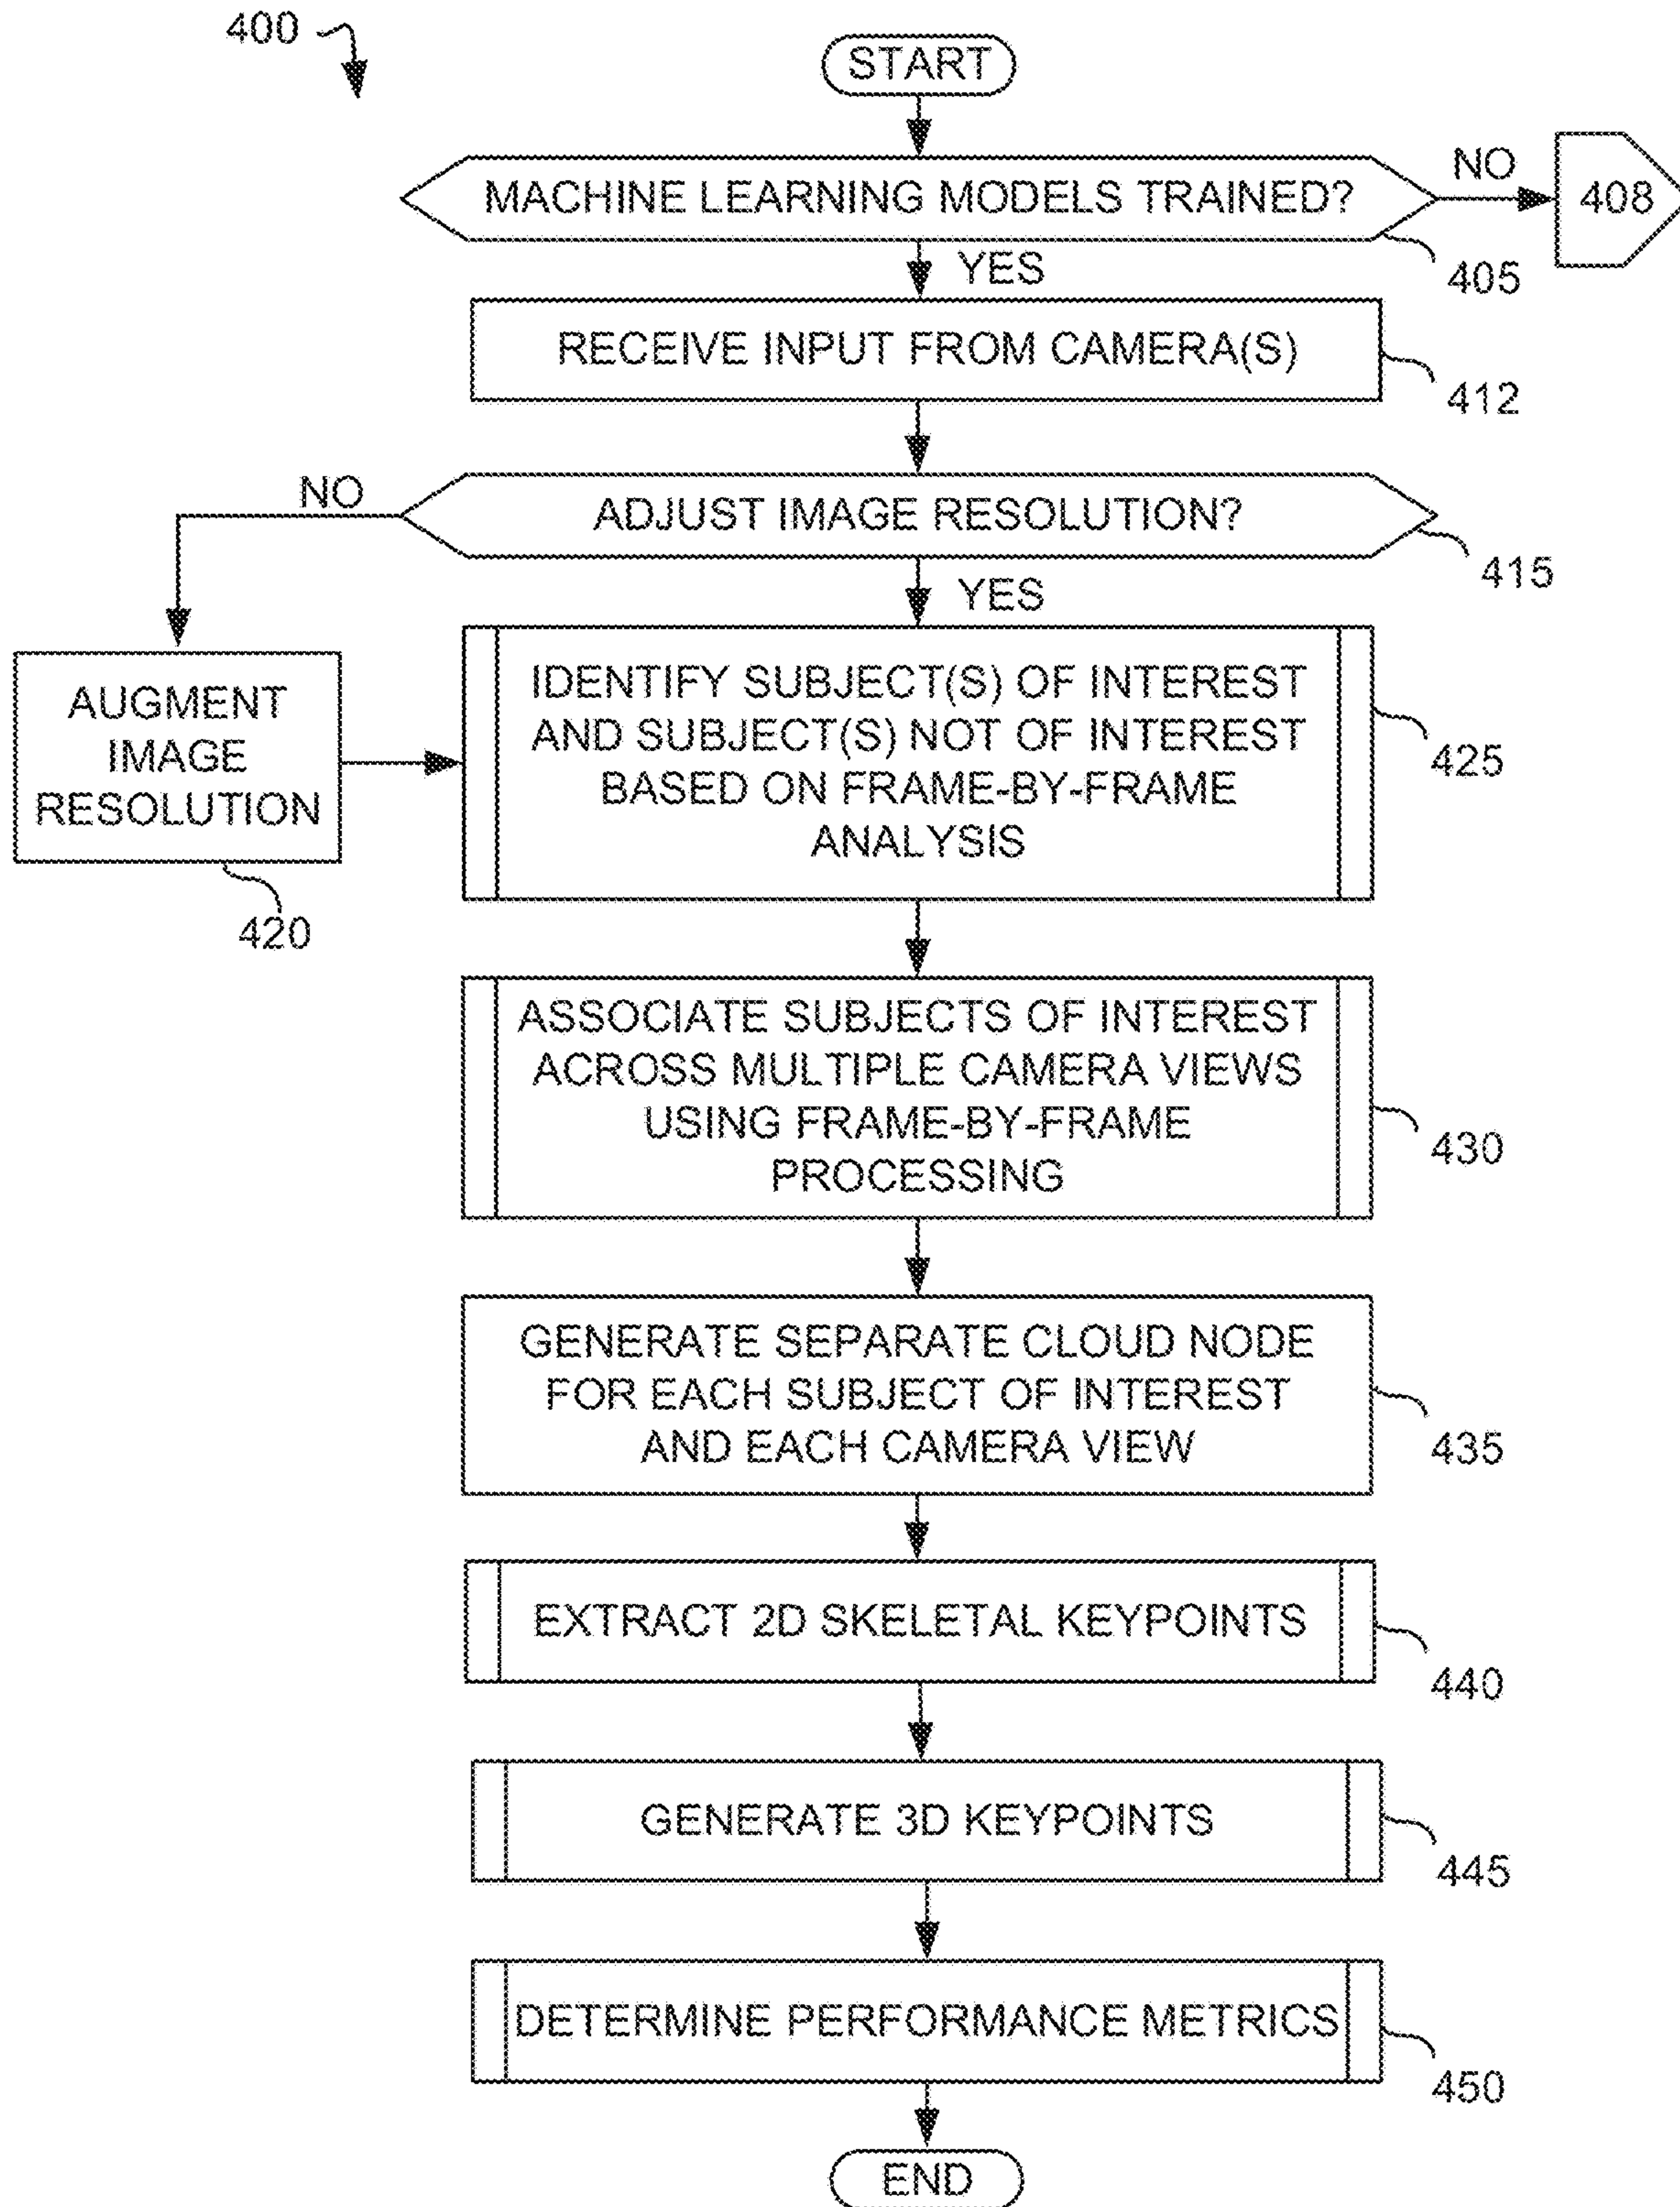 400
START
MACHINE LEARNING MODELS TRAINED?
NO
408
405
YES
RECEIVE INPUT FROM CAMERA(S)
412
NO
ADJUST IMAGE RESOLUTION?
415
YES
AUGMENT
IMAGE
RESOLUTION
420
IDENTIFY SUBJECT(S) OF INTEREST
AND SUBJECT(S) NOT OF INTEREST
BASED ON FRAME-BY-FRAME
ANALYSIS
425
ASSOCIATE SUBJECTS OF INTEREST
ACROSS MULTIPLE CAMERA VIEWS
USING FRAME-BY-FRAME
PROCESSING
430
GENERATE SEPARATE CLOUD NODE
FOR EACH SUBJECT OF INTEREST
AND EACH CAMERA VIEW
435
EXTRACT 2D SKELETAL KEYPOINTS
440
GENERATE 3D KEYPOINTS
445
DETERMINE PERFORMANCE METRICS
450
END